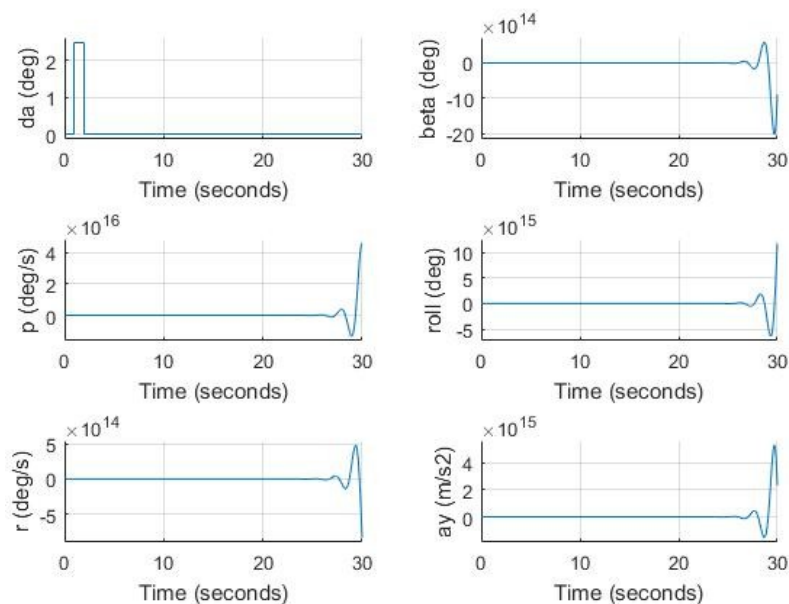 da (deg)
2
1
0
0 10 20 30
Time (seconds)
× 10^14
beta (deg)
0
-10
-20
0 10 20 30
Time (seconds)
× 10^16
p (deg/s)
4
2
0
0 10 20 30
Time (seconds)
× 10^15
roll (deg)
10
5
0
-5
0 10 20 30
Time (seconds)
× 10^14
r (deg/s)
5
0
-5
0 10 20 30
Time (seconds)
× 10^15
ay (m/s2)
4
2
0
0 10 20 30
Time (seconds)